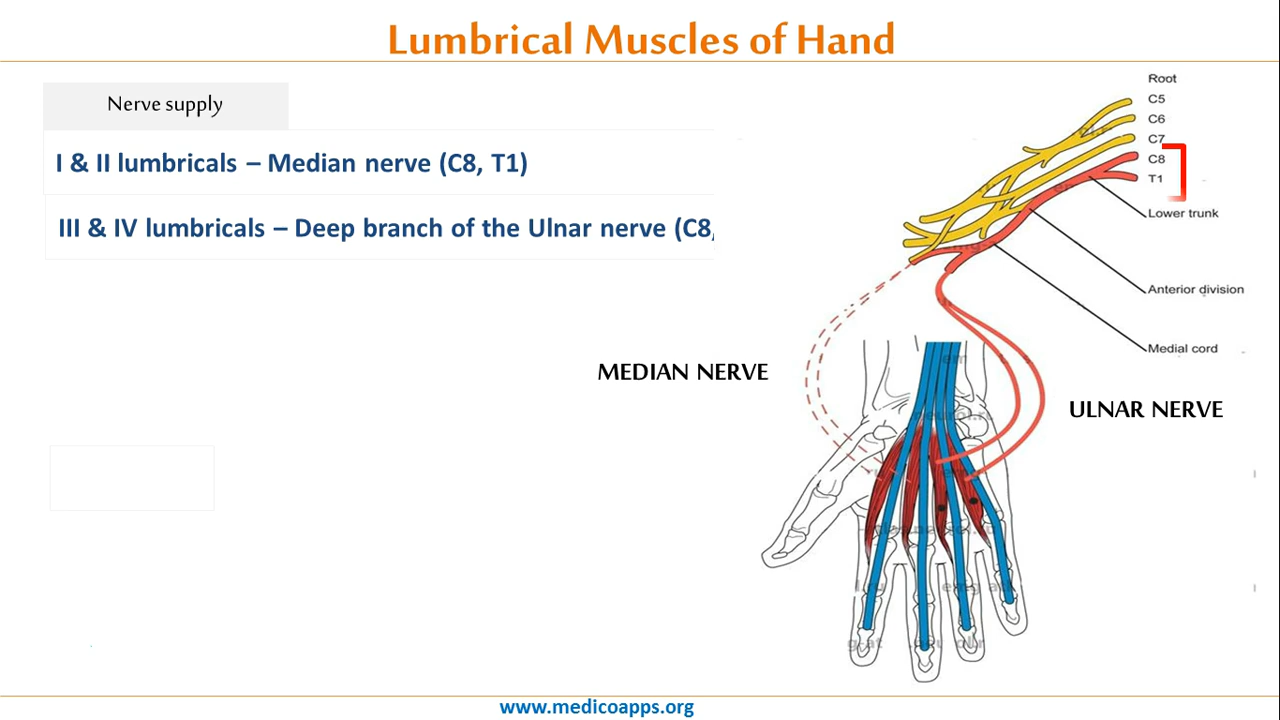 Lumbrical Muscles of Hand
Nerve supply
I & II lumbricals – Median nerve (C8, T1)
III & IV lumbricals – Deep branch of the Ulnar nerve (C8,
Root
C5
C6
C7
C8
T1
Lower trunk
Anterior division
Medial cord
MEDIAN NERVE
ULNAR NERVE
www.medicoapps.org